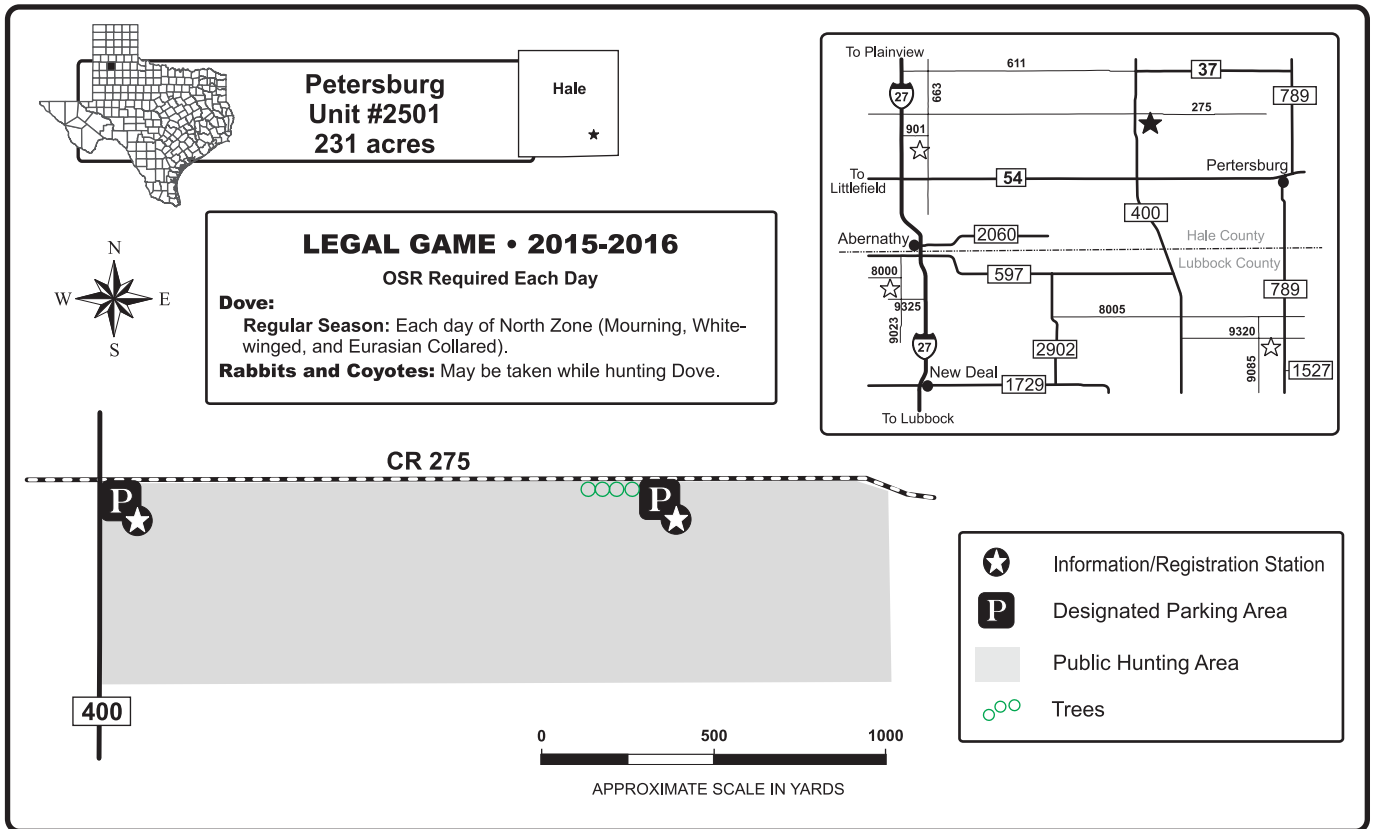 Petersburg
Unit #2501
231 acres
Hale
N
W
E
S
LEGAL GAME • 2015-2016
OSR Required Each Day
Dove:
Regular Season: Each day of North Zone (Mourning, White-
winged, and Eurasian Collared).
Rabbits and Coyotes: May be taken while hunting Dove.
To Plainview
611
37
27
663
789
275
901
To
Littlefield
54
Pertersburg
400
Abernathy
2060
Hale County
Lubbock County
8000
597
789
9325
8005
9023
9320
27
2902
9085
1527
New Deal
1729
To Lubbock
CR 275
P
P
400
0
500
1000
APPROXIMATE SCALE IN YARDS
Information/Registration Station
P
Designated Parking Area
Public Hunting Area
Trees